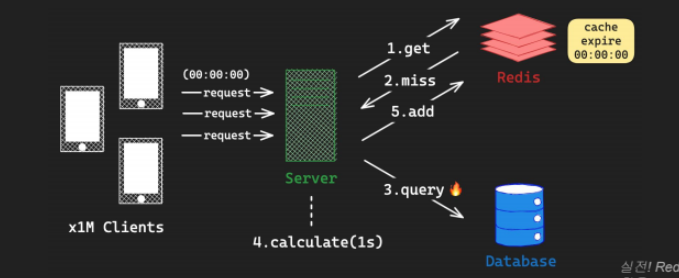 1.get
cache
expire
00:00:00
(00:00:00)
request
request
request
2.miss
Redis
5.add
Server
3.query
x1M Clients
4.calculate(1s)
Database
실전! Red